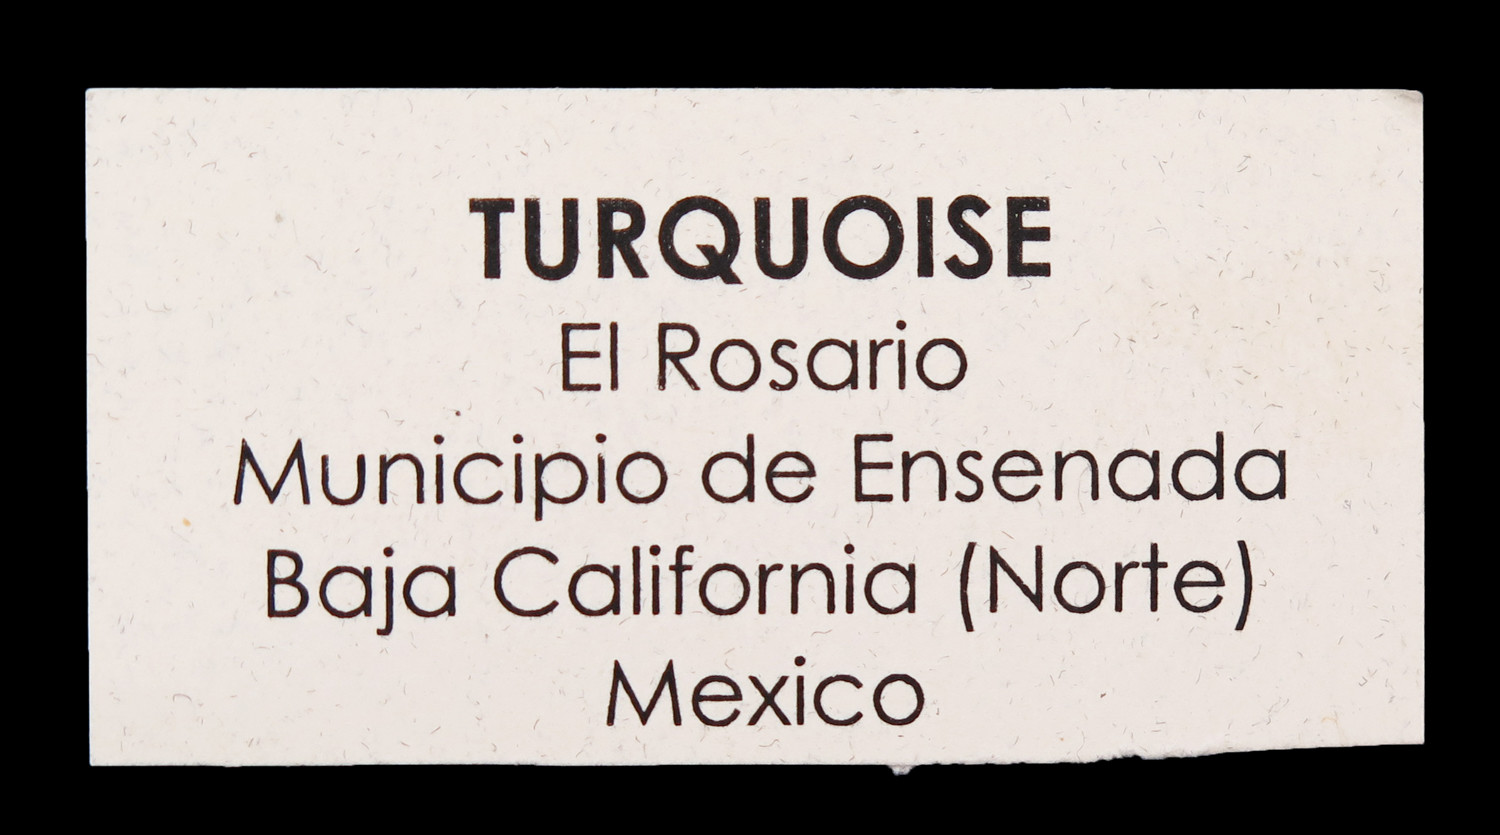 TURQUOISE
El Rosario
Municipio de Ensenada
Baja California (Norte)
Mexico